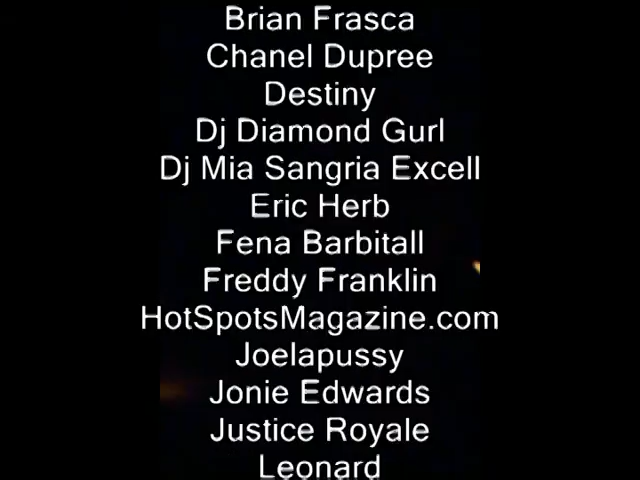 Brian Frasca
Chanel Dupree
Destiny
Dj Diamond Gurl
Dj Mia Sangria Excell
Eric Herb
Fena Barbitall
Freddy Franklin
HotSpotsMagazine.com
Joelapussy
Jonie Edwards
Justice Royale
Leonard